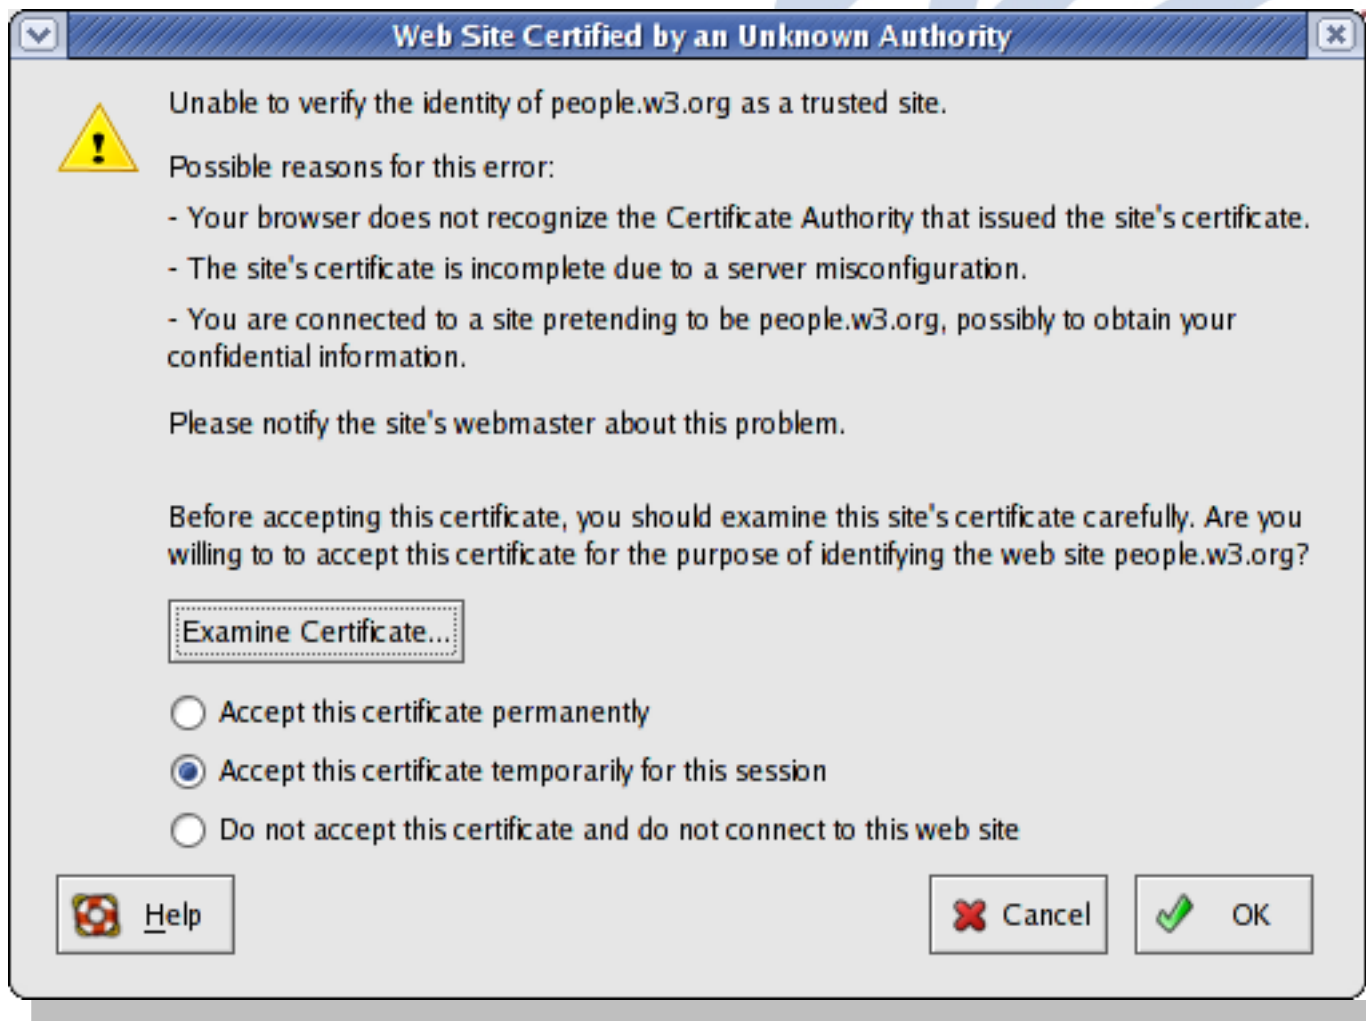 Web Site Certified by an Unknown Authority
Unable to verify the identity of people.w3.org as a trusted site.
Possible reasons for this error:
- Your browser does not recognize the Certificate Authority that issued the site's certificate.
- The site's certificate is incomplete due to a server misconfiguration.
- You are connected to a site pretending to be people.w3.org, possibly to obtain your
confidential information.
Please notify the site's webmaster about this problem.
Before accepting this certificate, you should examine this site's certificate carefully. Are you
willing to to accept this certificate for the purpose of identifying the web site people.w3.org?
Examine Certificate...
Accept this certificate permanently
Accept this certificate temporarily for this session
Do not accept this certificate and do not connect to this web site
Help
Cancel
OK